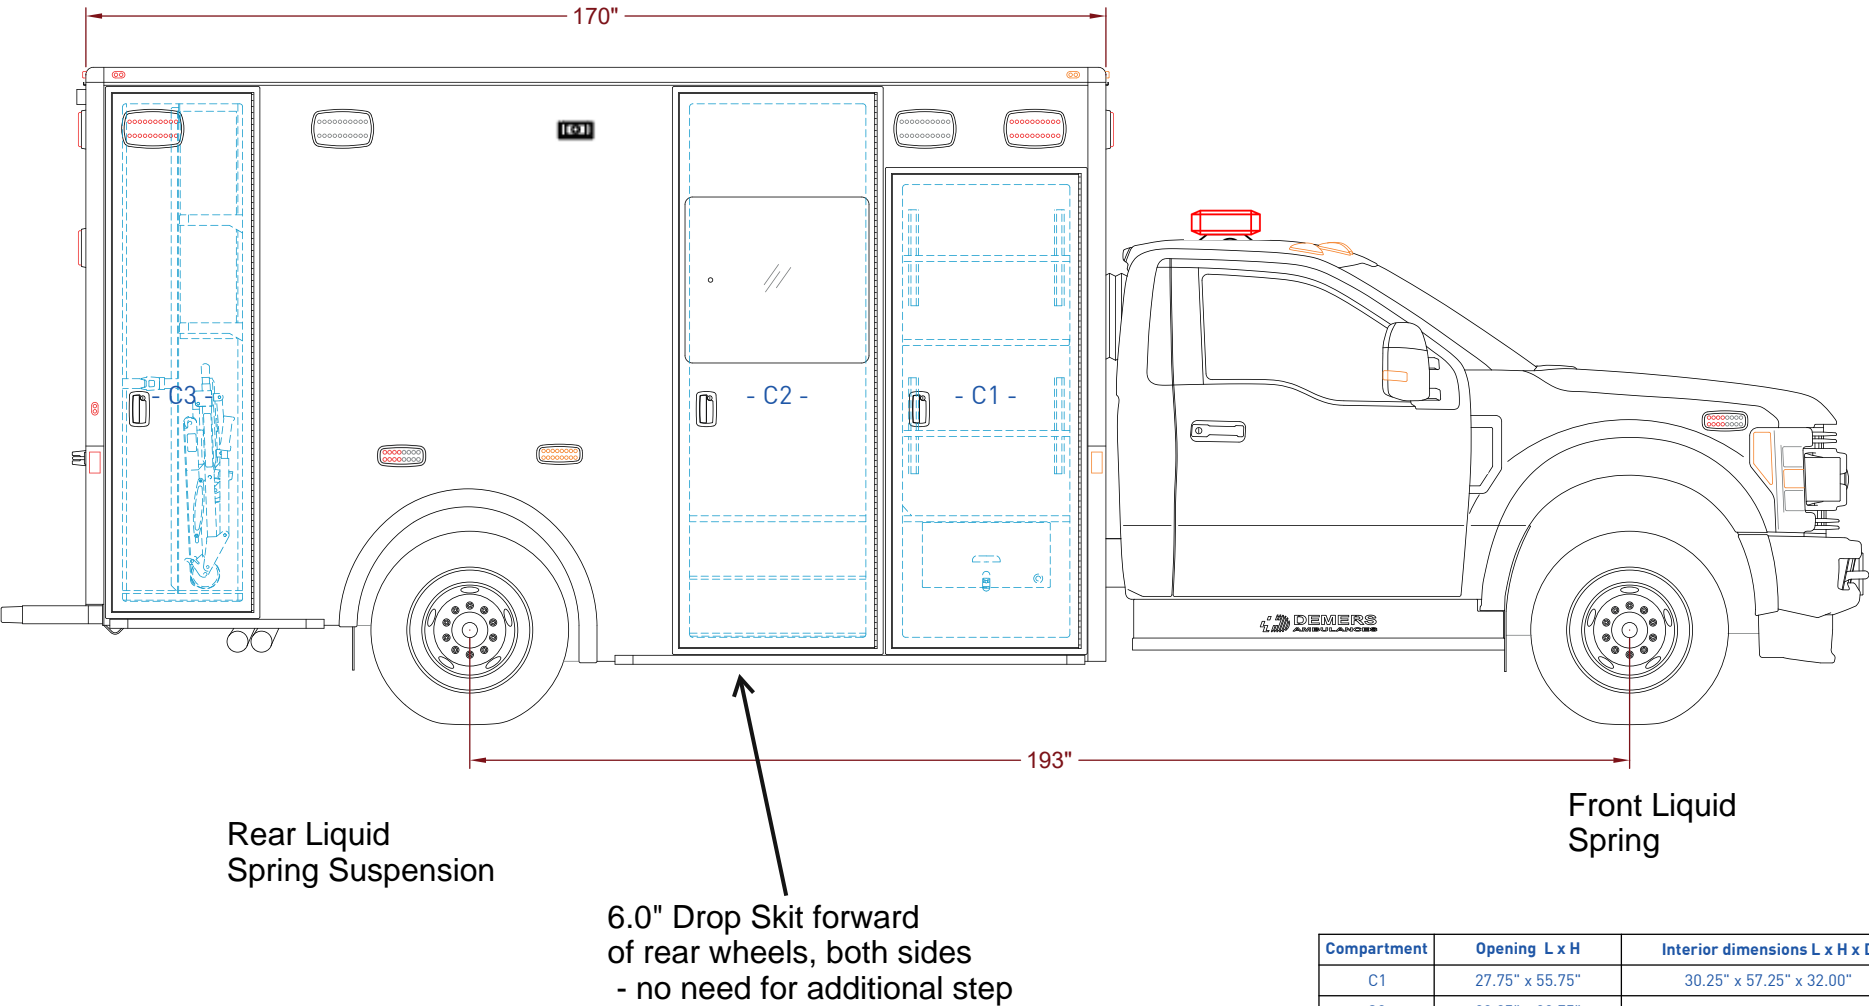 170"
- C3 -
- C2 -
- C1 -
DEMERS
AMBULANCES
193"
Rear Liquid
Spring Suspension
Front Liquid
Spring
6.0" Drop Skit forward
of rear wheels, both sides
- no need for additional step
Compartment Opening L x H Interior dimensions L x H x D
C1 27.75" x 55.75" 30.25" x 57.25" x 32.00"